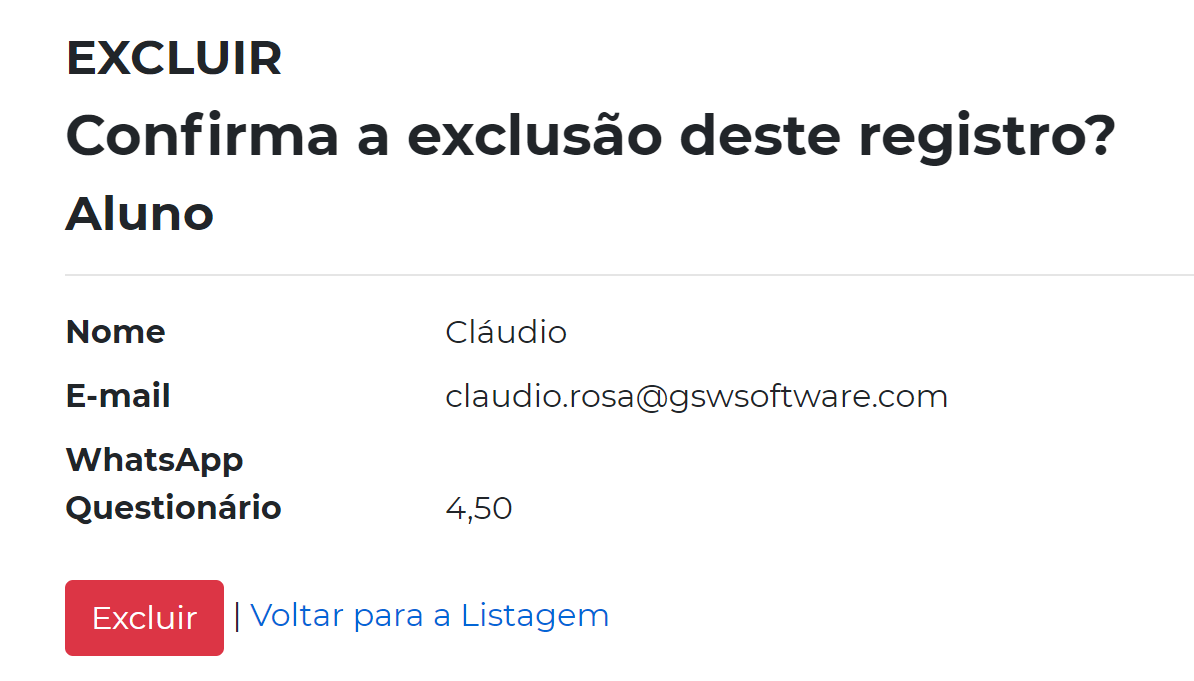 EXCLUIR
Confirma a exclusão deste registro?
Aluno
Nome Cláudio
E-mail claudio.rosa@gswsoftware.com
WhatsApp
Questionário 4,50
Excluir | Voltar para a Listagem